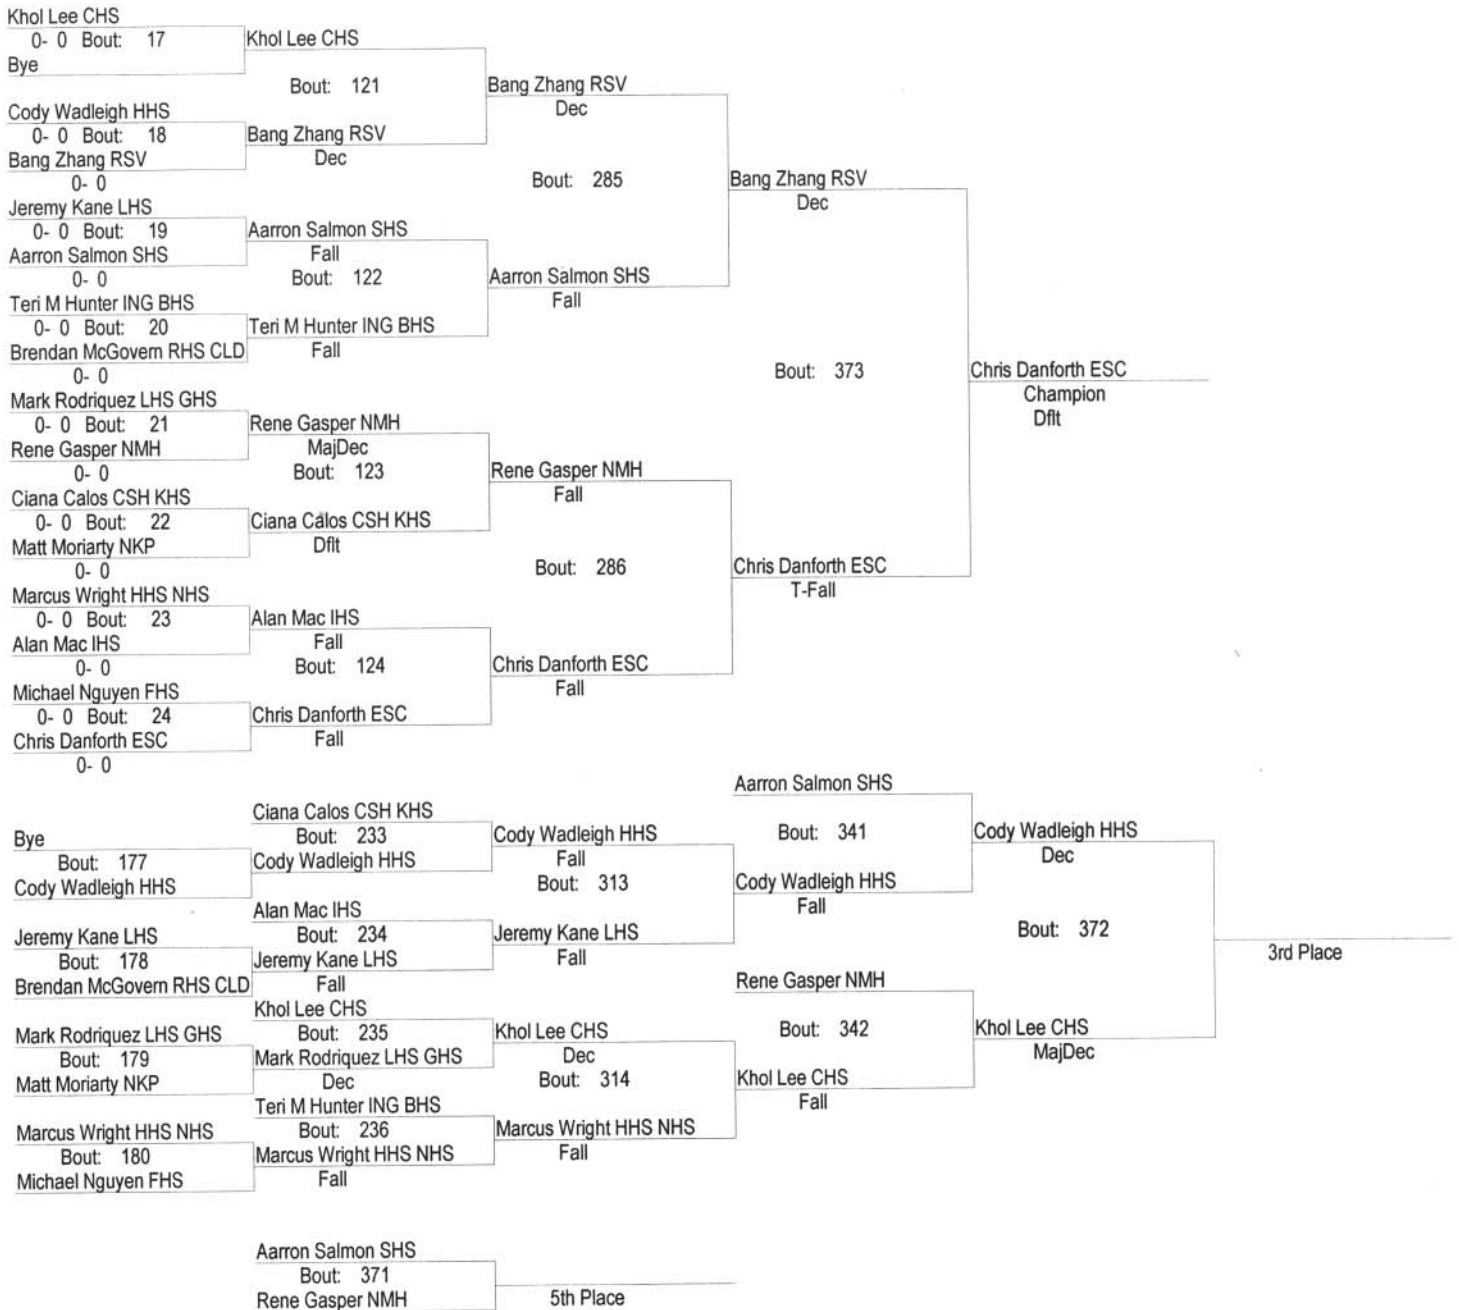 Khol Lee CHS
0- 0 Bout: 17
Bye
Khol Lee CHS
Bout: 121
Cody Wadleigh HHS
0- 0 Bout: 18
Bang Zhang RSV
0- 0
Bang Zhang RSV
Dec
Bang Zhang RSV
Dec
Bout: 285
Jeremy Kane LHS
0- 0 Bout: 19
Aarron Salmon SHS
0- 0
Aarron Salmon SHS
Fall
Bout: 122
Teri M Hunter ING BHS
0- 0 Bout: 20
Brendan McGovern RHS CLD
0- 0
Teri M Hunter ING BHS
Fall
Aarron Salmon SHS
Fall
Bang Zhang RSV
Dec
Bout: 373
Mark Rodriquez LHS GHS
0- 0 Bout: 21
Rene Gasper NMH
0- 0
Rene Gasper NMH
MajDec
Bout: 123
Ciana Calos CSH KHS
0- 0 Bout: 22
Matt Moriarty NKP
0- 0
Ciana Calos CSH KHS
Dflt
Rene Gasper NMH
Fall
Bout: 286
Marcus Wright HHS NHS
0- 0 Bout: 23
Alan Mac IHS
0- 0
Alan Mac IHS
Fall
Bout: 124
Michael Nguyen FHS
0- 0 Bout: 24
Chris Danforth ESC
0- 0
Chris Danforth ESC
Fall
Chris Danforth ESC
Fall
Chris Danforth ESC
T-Fall
Chris Danforth ESC
Champion
Dflt
Bye
Bout: 177
Cody Wadleigh HHS
Ciana Calos CSH KHS
Bout: 233
Cody Wadleigh HHS
Cody Wadleigh HHS
Fall
Bout: 313
Jeremy Kane LHS
Bout: 178
Brendan McGovern RHS CLD
Alan Mac IHS
Bout: 234
Jeremy Kane LHS
Fall
Jeremy Kane LHS
Fall
Aarron Salmon SHS
Bout: 341
Cody Wadleigh HHS
Fall
Cody Wadleigh HHS
Dec
Bout: 372
Mark Rodriquez LHS GHS
Bout: 179
Matt Moriarty NKP
Khol Lee CHS
Bout: 235
Mark Rodriquez LHS GHS
Dec
Khol Lee CHS
Dec
Bout: 314
Marcus Wright HHS NHS
Bout: 180
Michael Nguyen FHS
Teri M Hunter ING BHS
Bout: 236
Marcus Wright HHS NHS
Fall
Marcus Wright HHS NHS
Fall
Rene Gasper NMH
Bout: 342
Khol Lee CHS
Fall
Khol Lee CHS
MajDec
3rd Place
Aarron Salmon SHS
Bout: 371
Rene Gasper NMH
5th Place